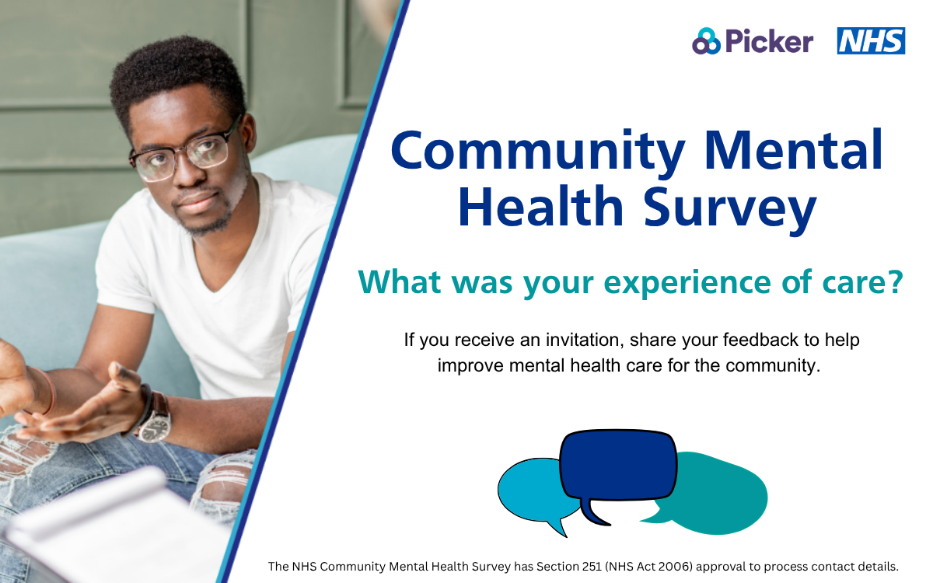 Picker NHS
Community Mental
Health Survey
What was your experience of care?
If you receive an invitation, share your feedback to help
improve mental health care for the community.
The NHS Community Mental Health Survey has Section 251 (NHS Act 2006) approval to process contact details.